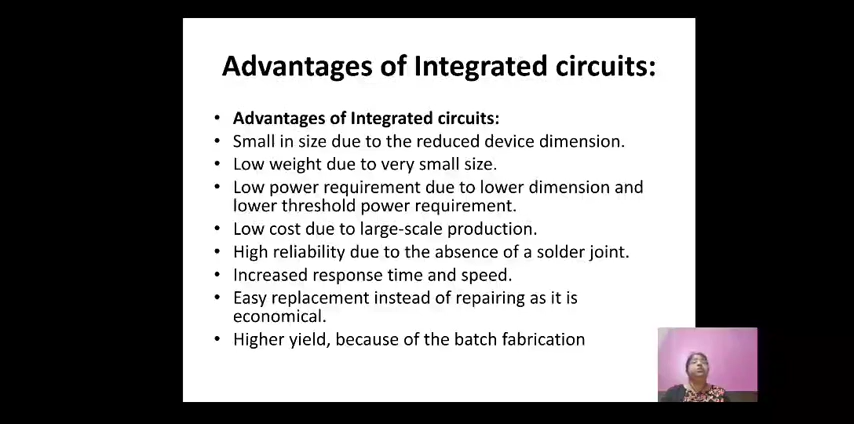 Advantages of Integrated circuits:
• Advantages of Integrated circuits:
• Small in size due to the reduced device dimension.
• Low weight due to very small size.
• Low power requirement due to lower dimension and
lower threshold power requirement.
• Low cost due to large-scale production.
• High reliability due to the absence of a solder joint.
• Increased response time and speed.
• Easy replacement instead of repairing as it is
economical.
• Higher yield, because of the batch fabrication